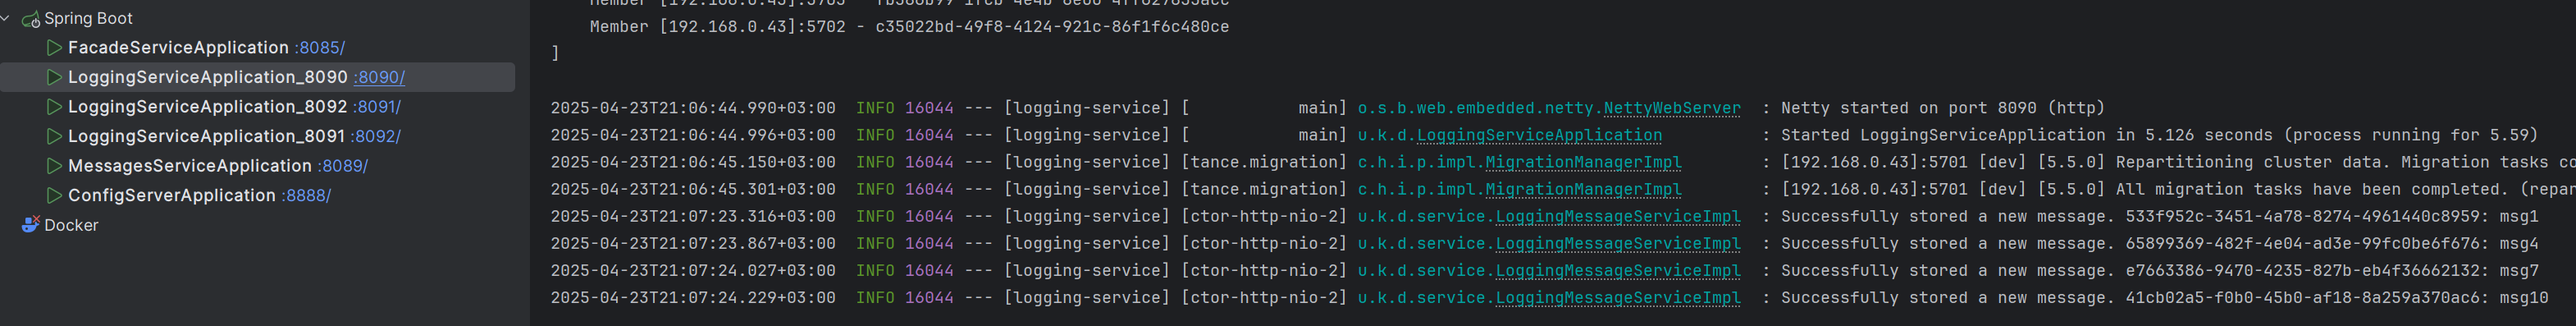 Spring Boot
FacadeServiceApplication :8085/
LoggingServiceApplication_8090 :8090/
LoggingServiceApplication_8092 :8091/
LoggingServiceApplication_8091 :8092/
MessagesServiceApplication :8089/
ConfigServerApplication :8888/
Docker
Member [192.168.0.43]:5702 - c35022bd-49f8-4124-921c-86f1f6c480ce
]
2025-04-23T21:06:44.990+03:00  INFO 16044 --- [logging-service] [           main] o.s.b.web.embedded.netty.NettyWebServer  : Netty started on port 8090 (http)
2025-04-23T21:06:44.996+03:00  INFO 16044 --- [logging-service] [           main] u.k.d.LoggingServiceApplication          : Started LoggingServiceApplication in 5.126 seconds (process running for 5.59)
2025-04-23T21:06:45.150+03:00  INFO 16044 --- [logging-service] [tance.migration] c.h.i.p.impl.MigrationManagerImpl        : [192.168.0.43]:5701 [dev] [5.5.0] Repartitioning cluster data. Migration tasks co
2025-04-23T21:06:45.301+03:00  INFO 16044 --- [logging-service] [tance.migration] c.h.i.p.impl.MigrationManagerImpl        : [192.168.0.43]:5701 [dev] [5.5.0] All migration tasks have been completed. (repar
2025-04-23T21:07:23.316+03:00  INFO 16044 --- [logging-service] [ctor-http-nio-2] u.k.d.service.LoggingMessageServiceImpl  : Successfully stored a new message. 533f952c-3451-4a78-8274-4961440c8959: msg1
2025-04-23T21:07:23.867+03:00  INFO 16044 --- [logging-service] [ctor-http-nio-2] u.k.d.service.LoggingMessageServiceImpl  : Successfully stored a new message. 65899369-482f-4e04-ad3e-99fc0be6f676: msg4
2025-04-23T21:07:24.027+03:00  INFO 16044 --- [logging-service] [ctor-http-nio-2] u.k.d.service.LoggingMessageServiceImpl  : Successfully stored a new message. e7663386-9470-4235-827b-eb4f36662132: msg7
2025-04-23T21:07:24.229+03:00  INFO 16044 --- [logging-service] [ctor-http-nio-2] u.k.d.service.LoggingMessageServiceImpl  : Successfully stored a new message. 41cb02a5-f0b0-45b0-af18-8a259a370ac6: msg10